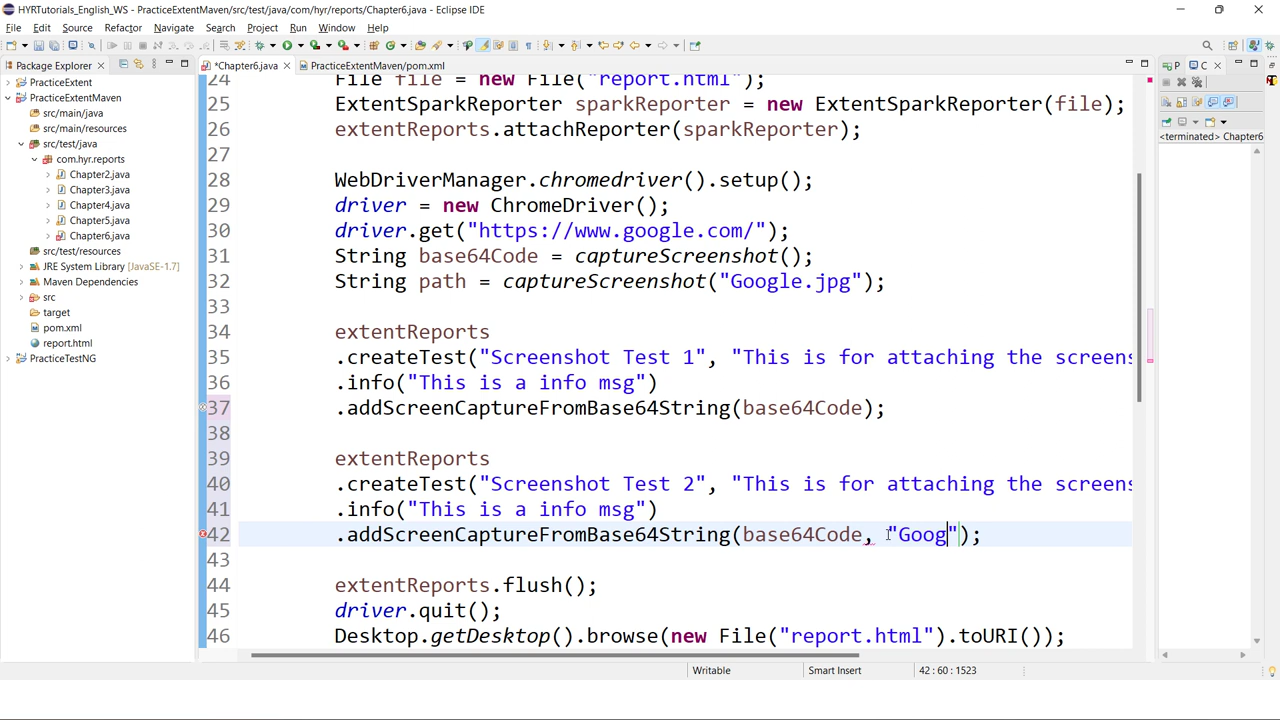 HYRTutorials_English_WS - PracticeExtentMaven/src/test/java/com/hyr/reports/Chapter6.java - Eclipse IDE
File Edit Source Refactor Navigate Search Project Run Window Help
Package Explorer
*Chapter6.java
PracticeExtentMaven/pom.xml
P
C
PracticeExtent
PracticeExtentMaven
src/main/java
src/main/resources
src/test/java
com.hyr.reports
Chapter2.java
Chapter3.java
Chapter4.java
Chapter5.java
Chapter6.java
src/test/resources
JRE System Library [JavaSE-1.7]
Maven Dependencies
src
target
pom.xml
report.html
PracticeTestNG
24 File file = new File("report.html");
25 ExtentSparkReporter sparkReporter = new ExtentSparkReporter(file);
26 extentReports.attachReporter(sparkReporter);
27
28 WebDriverManager.chromedriver().setup();
29 driver = new ChromeDriver();
30 driver.get("https://www.google.com/");
31 String base64Code = captureScreenshot();
32 String path = captureScreenshot("Google.jpg");
33
34 extentReports
35 .createTest("Screenshot Test 1", "This is for attaching the screens
36 .info("This is a info msg")
37 .addScreenCaptureFromBase64String(base64Code);
38
39 extentReports
40 .createTest("Screenshot Test 2", "This is for attaching the screens
41 .info("This is a info msg")
42 .addScreenCaptureFromBase64String(base64Code, "Goog");
43
44 extentReports.flush();
45 driver.quit();
46 Desktop.getDesktop().browse(new File("report.html").toURI());
<terminated> Chapter6
Writable Smart Insert 42 : 60 : 1523